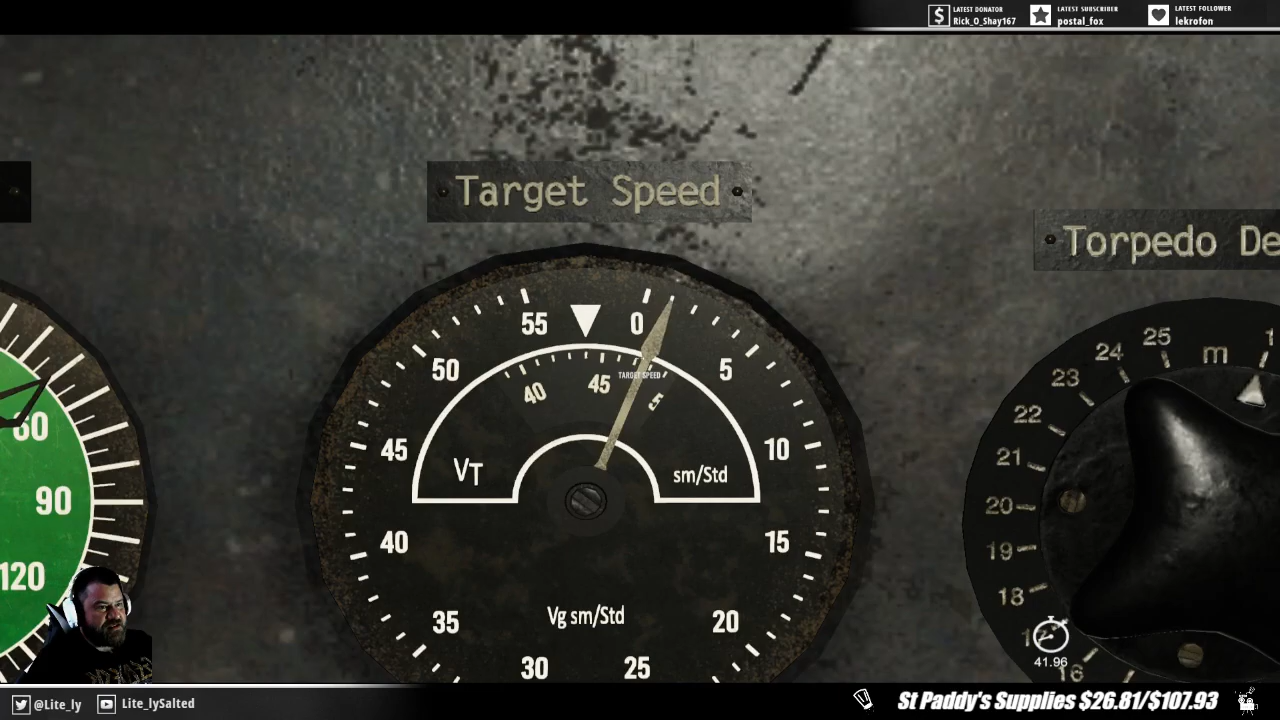 LATEST DONATOR
Rick_O_Shay167
LATEST SUBSCRIBER
postal_fox
LATEST FOLLOWER
lekrofon
Target Speed
Torpedo De
55 0
50 5
45 10
40 15
35 20
30 25
40 45 5
TARGET SPEED
VT sm/Std
Vg sm/Std
60
90
120
m 1
25
24
23
22
21
20
19
18
16
41.96
@Lite_ly
Lite_lySalted
St Paddy's Supplies $26.81/$107.93